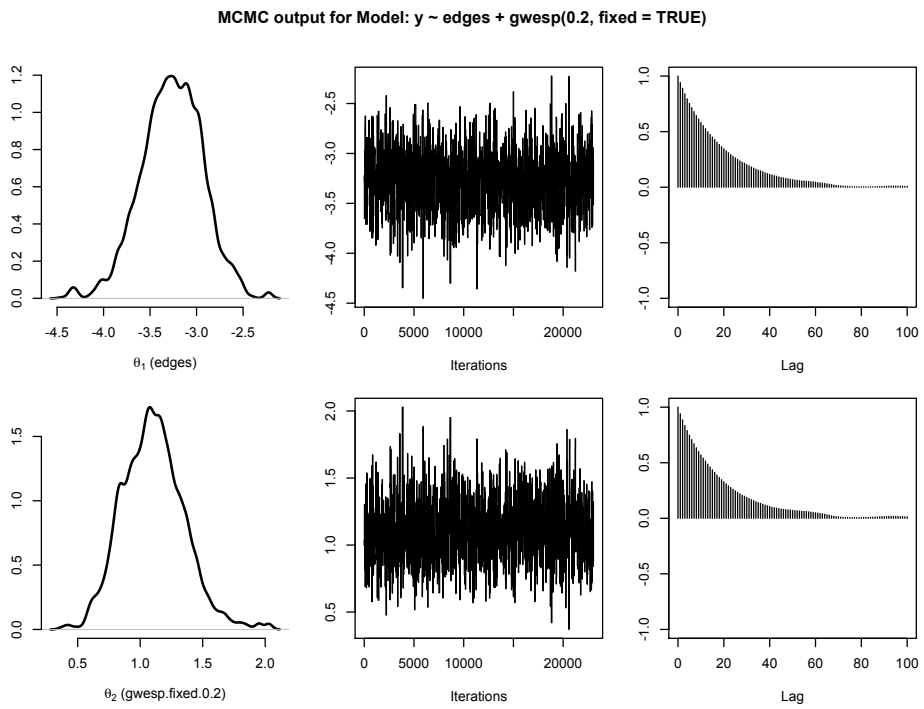 MCMC output for Model: y ~ edges + gwesp(0.2, fixed = TRUE)
0.0 0.2 0.4 0.6 0.8 1.0 1.2
-4.5 -4.0 -3.5 -3.0 -2.5
θ1 (edges)
-4.5 -4.0 -3.5 -3.0 -2.5
0 5000 10000 20000
Iterations
-1.0 -0.5 0.0 0.5 1.0
0 20 40 60 80 100
Lag
0.0 0.5 1.0 1.5
0.5 1.0 1.5 2.0
θ2 (gwesp.fixed.0.2)
0.5 1.0 1.5 2.0
0 5000 10000 20000
Iterations
-1.0 -0.5 0.0 0.5 1.0
0 20 40 60 80 100
Lag